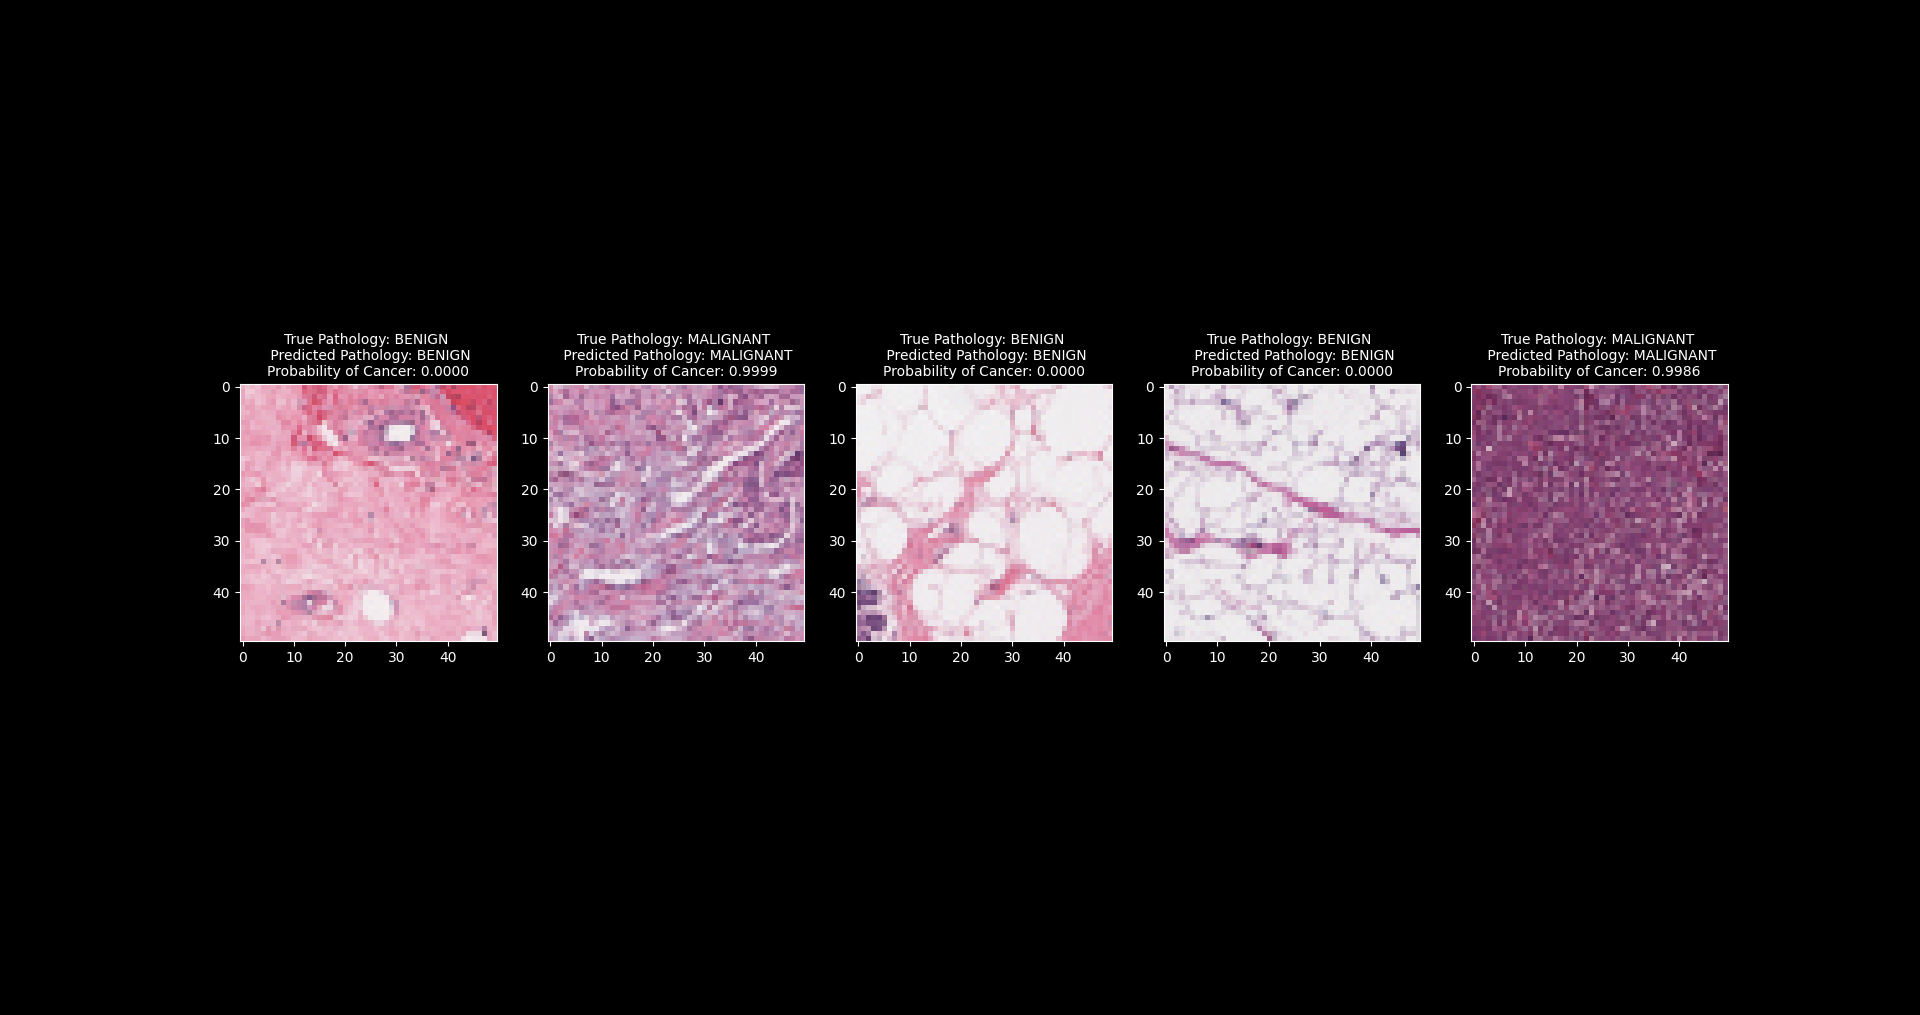 True Pathology: BENIGN
Predicted Pathology: BENIGN
Probability of Cancer: 0.0000
0
10
20
30
40
0 10 20 30 40
True Pathology: MALIGNANT
Predicted Pathology: MALIGNANT
Probability of Cancer: 0.9999
0
10
20
30
40
0 10 20 30 40
True Pathology: BENIGN
Predicted Pathology: BENIGN
Probability of Cancer: 0.0000
0
10
20
30
40
0 10 20 30 40
True Pathology: BENIGN
Predicted Pathology: BENIGN
Probability of Cancer: 0.0000
0
10
20
30
40
0 10 20 30 40
True Pathology: MALIGNANT
Predicted Pathology: MALIGNANT
Probability of Cancer: 0.9986
0
10
20
30
40
0 10 20 30 40